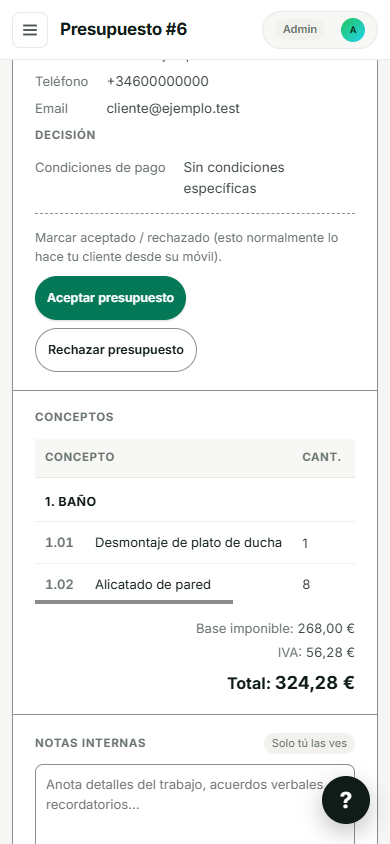 Presupuesto #6
Admin
A
Teléfono +34600000000
Email cliente@ejemplo.test
DECISIÓN
Condiciones de pago Sin condiciones
específicas
Marcar aceptado / rechazado (esto normalmente lo
hace tu cliente desde su móvil).
Aceptar presupuesto
Rechazar presupuesto
CONCEPTOS
CONCEPTO CANT.
1. BAÑO
1.01 Desmontaje de plato de ducha 1
1.02 Alicatado de pared 8
Base imponible: 268,00 €
IVA: 56,28 €
Total: 324,28 €
NOTAS INTERNAS Solo tú las ves
Anota detalles del trabajo, acuerdos verbales,
recordatorios...
?